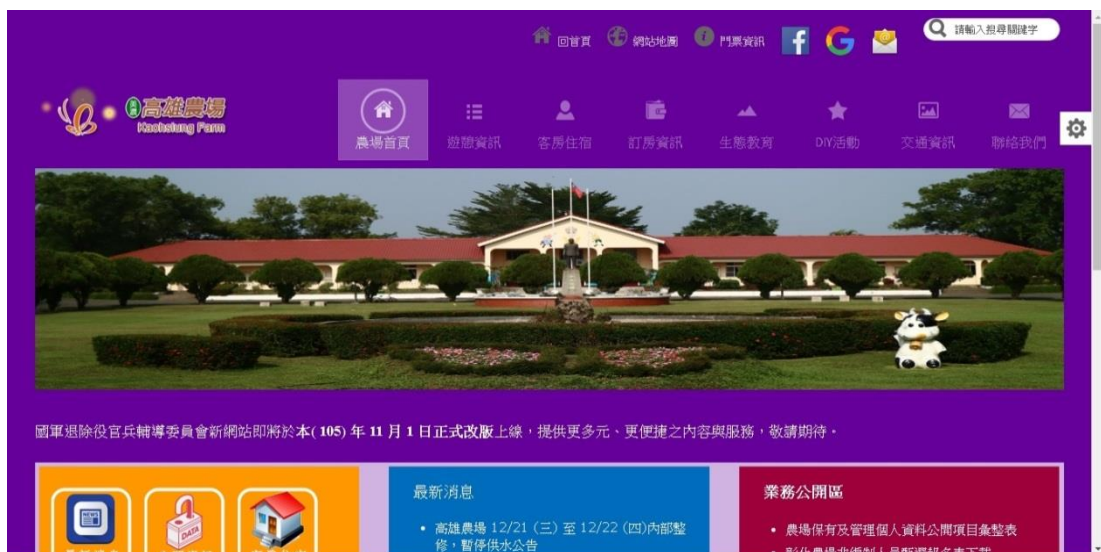 回首頁
網站地圖
門票資訊
請輸入搜尋關鍵字
高雄農場
Kaohsiung Farm
農場首頁
遊憩資訊
客房住宿
訂房資訊
生態教育
DIY活動
交通資訊
聯絡我們
國軍退除役官兵輔導委員會新網站即將於本( 105) 年 11 月 1 日正式改版上線，提供更多元、更便捷之內容與服務，敬請期待。
NEWS
DATA
最新消息
• 高雄農場 12/21 (三) 至 12/22 (四)內部整
修，暫停供水公告
業務公開區
• 農場保有及管理個人資料公開項目彙整表